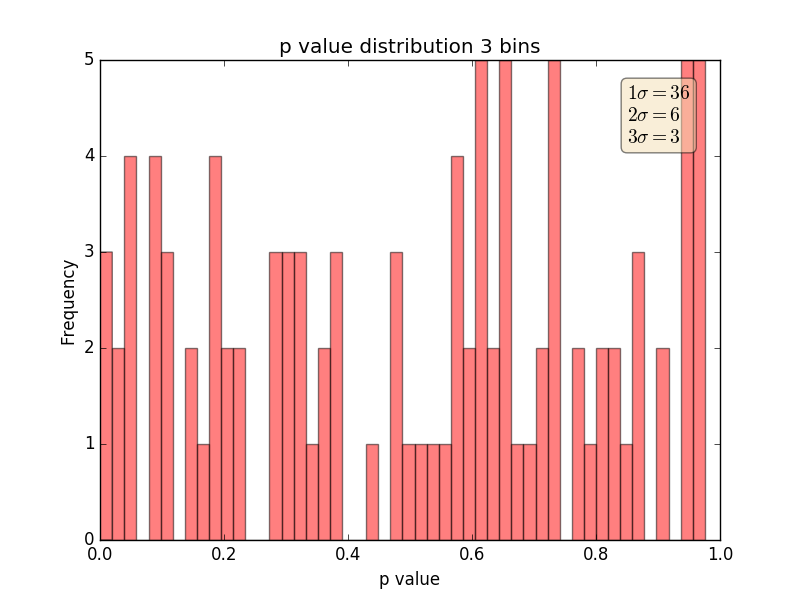 p value distribution 3 bins
5
1σ = 36
2σ = 6
3σ = 3
4
3
2
1
0
Frequency
0.0 0.2 0.4 0.6 0.8 1.0
p value